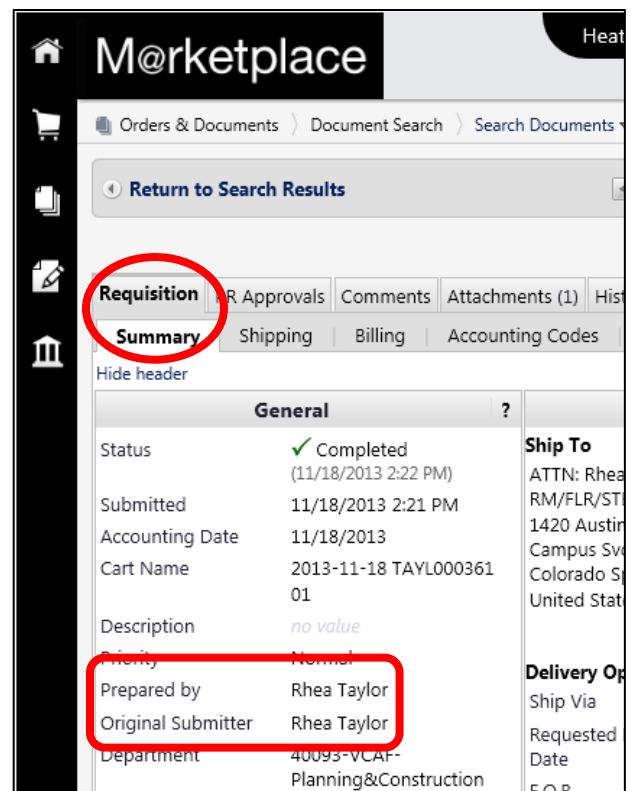 M@rketplace
Heat
Orders & Documents Document Search Search Documents
Return to Search Results
Requisition PR Approvals Comments Attachments (1) Hist
Summary Shipping Billing Accounting Codes
Hide header
General ?
Status Completed
(11/18/2013 2:22 PM)
Submitted 11/18/2013 2:21 PM
Accounting Date 11/18/2013
Cart Name 2013-11-18 TAYL000361
01
Description no value
Priority Normal
Prepared by Rhea Taylor
Original Submitter Rhea Taylor
Department 40093-VCAF-
Planning&Construction
Ship To
ATTN: Rhea
RM/FLR/STE
1420 Austin
Campus Svc
Colorado Sp
United State
Delivery Op
Ship Via
Requested
Date
F.O.B.